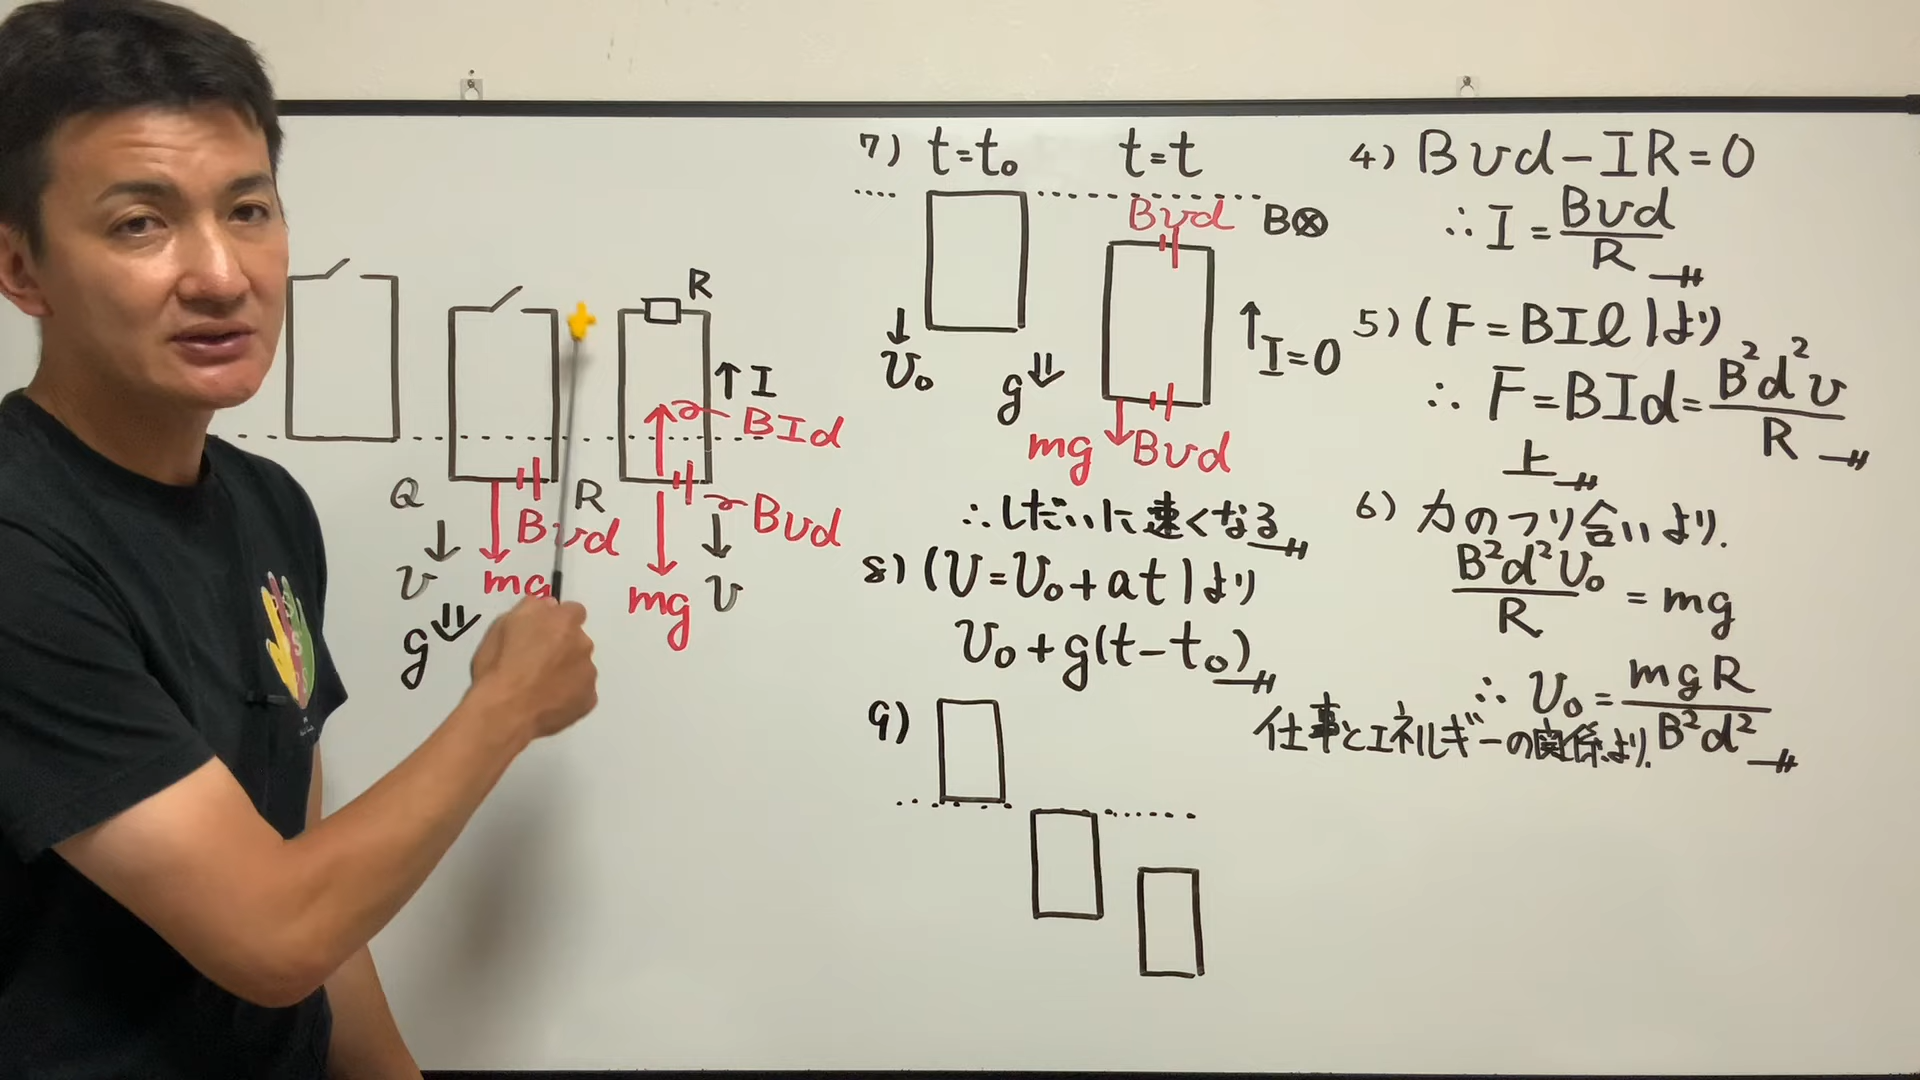 R
↑I
BId
Q
R
Bvd
Bvd
v
mg
mg
v
g
7) t=t₀ t=t
Bvd
B⊗
v₀
g
↑I=0
mg
Bvd
∴しだいに速くなる
8) (v=v₀+at)より
v₀+g(t-t₀)
9)
仕事とエネルギーの関係より.
4) Bvd-IR=0
∴I=Bvd/R
5) (F=BIℓ)より
∴F=BId=B²d²v/R
上
6) 力のつり合いより.
B²d²v₀/R=mg
∴v₀=mgR/B²d²